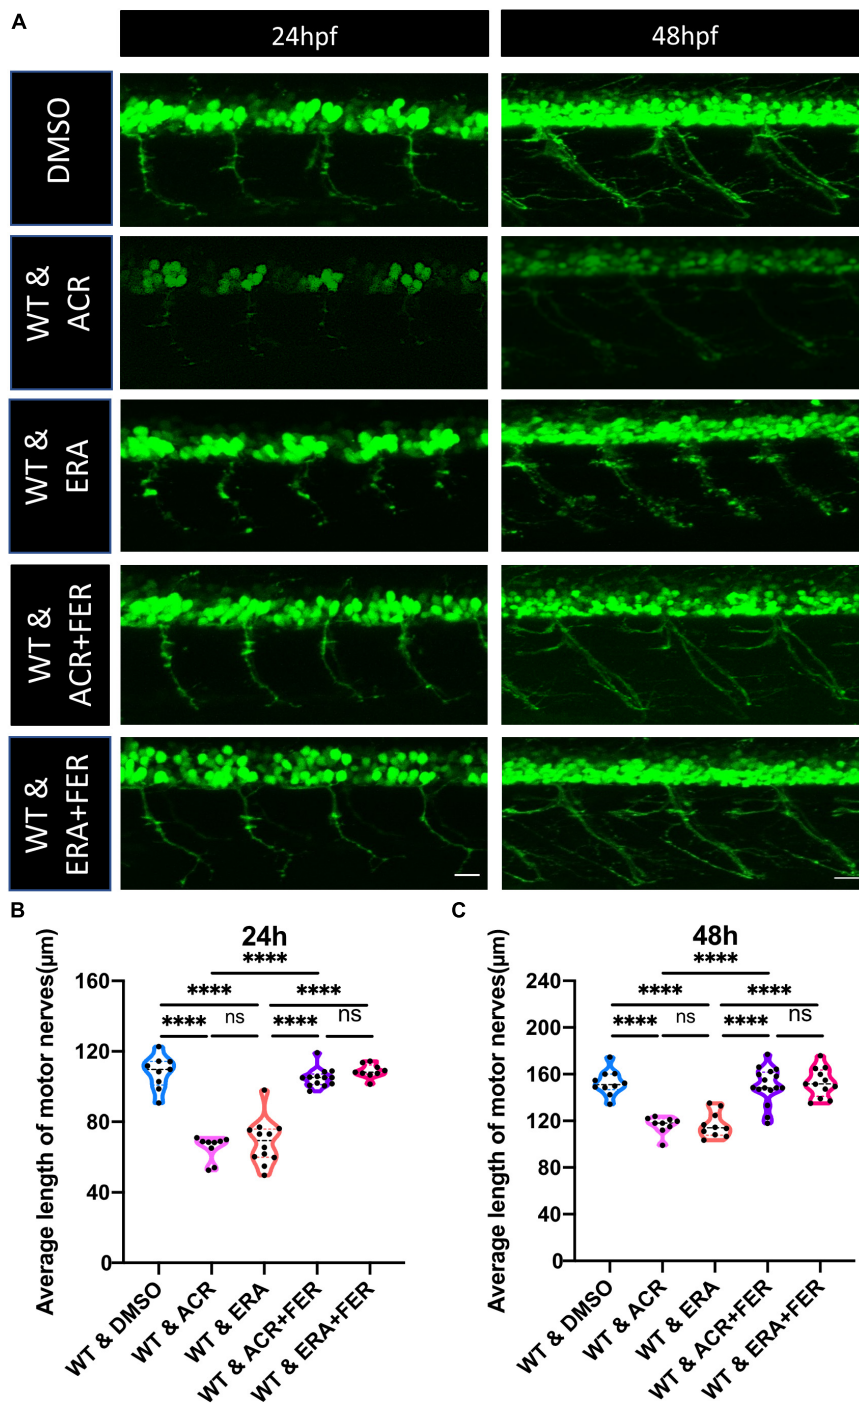 A
24hpf
48hpf
DMSO
WT &
ACR
WT &
ERA
WT &
ACR+FER
WT &
ERA+FER
B
24h
Average length of motor nerves(μm)
****
**** ****
**** ns **** ns
160
120
80
40
0
WT & DMSO
WT & ACR
WT & ERA
WT & ACR+FER
WT & ERA+FER
C
48h
Average length of motor nerves(μm)
****
**** ****
**** ns **** ns
240
200
160
120
80
40
0
WT & DMSO
WT & ACR
WT & ERA
WT & ACR+FER
WT & ERA+FER